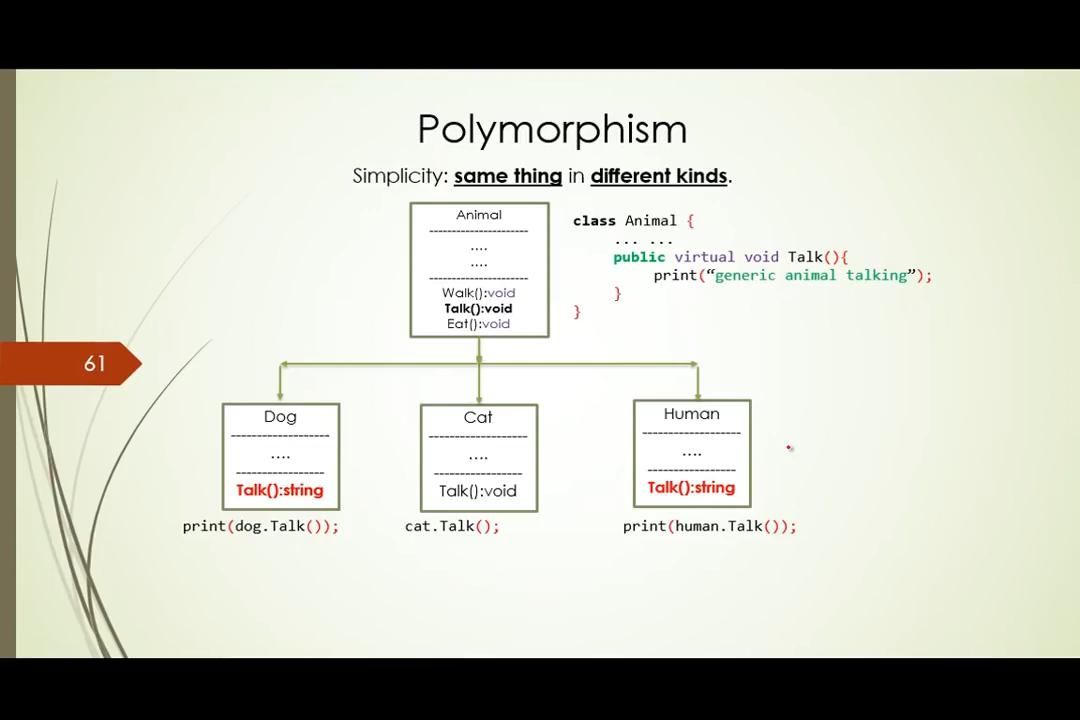 Polymorphism
Simplicity: same thing in different kinds.
Animal
-----------------------
....
....
-----------------------
Walk():void
Talk():void
Eat():void
class Animal {
... ...
public virtual void Talk(){
print(“generic animal talking”);
}
}
61
Dog
-----------------------
....
---------------------
Talk():string
print(dog.Talk());
Cat
-----------------------
....
---------------------
Talk():void
cat.Talk();
Human
-----------------------
....
---------------------
Talk():string
print(human.Talk());